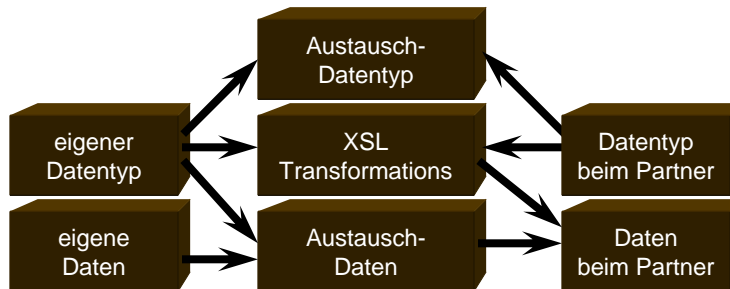 Austausch-
Datentyp
eigener
Datentyp
XSL
Transformations
Datentyp
beim Partner
eigene
Daten
Austausch-
Daten
Daten
beim Partner